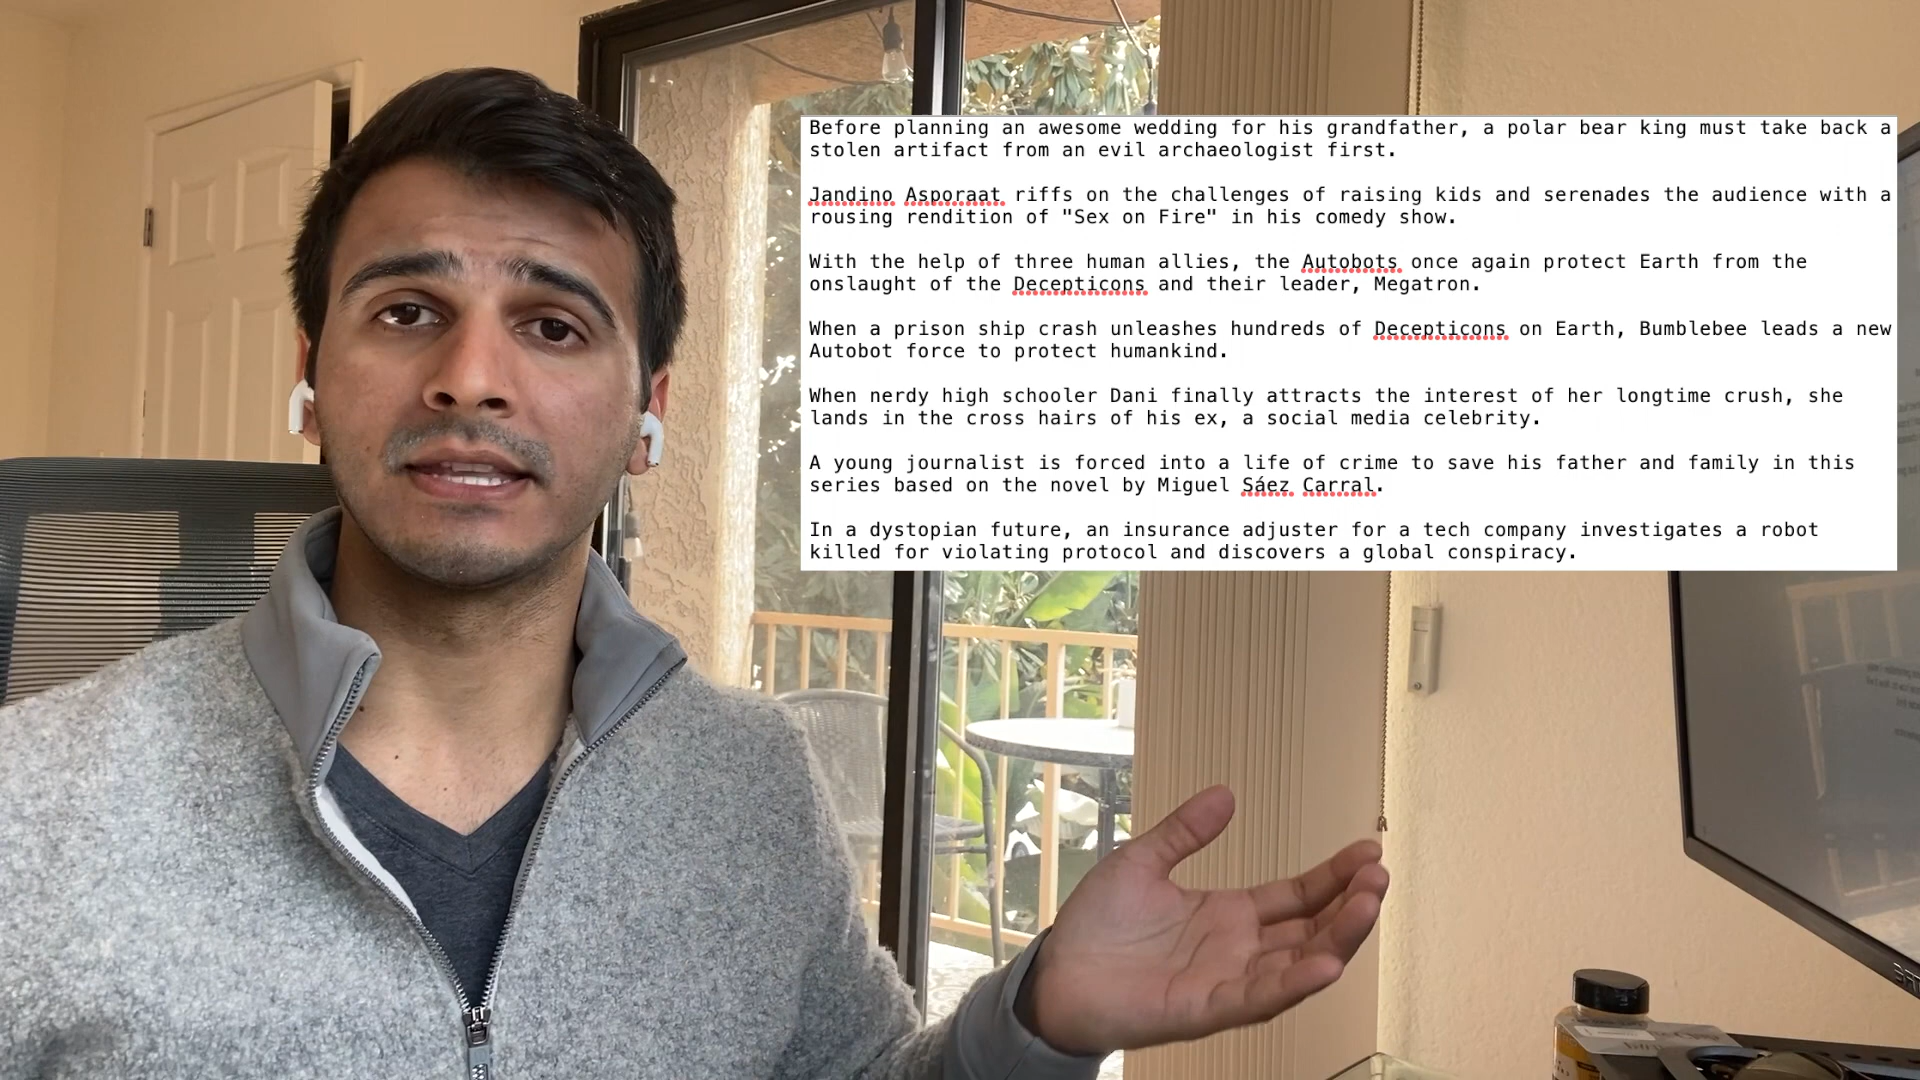 Before planning an awesome wedding for his grandfather, a polar bear king must take back a
stolen artifact from an evil archaeologist first.
Jandino Asporaat riffs on the challenges of raising kids and serenades the audience with a
rousing rendition of "Sex on Fire" in his comedy show.
With the help of three human allies, the Autobots once again protect Earth from the
onslaught of the Decepticons and their leader, Megatron.
When a prison ship crash unleashes hundreds of Decepticons on Earth, Bumblebee leads a new
Autobot force to protect humankind.
When nerdy high schooler Dani finally attracts the interest of her longtime crush, she
lands in the cross hairs of his ex, a social media celebrity.
A young journalist is forced into a life of crime to save his father and family in this
series based on the novel by Miguel Sáez Carral.
In a dystopian future, an insurance adjuster for a tech company investigates a robot
killed for violating protocol and discovers a global conspiracy.